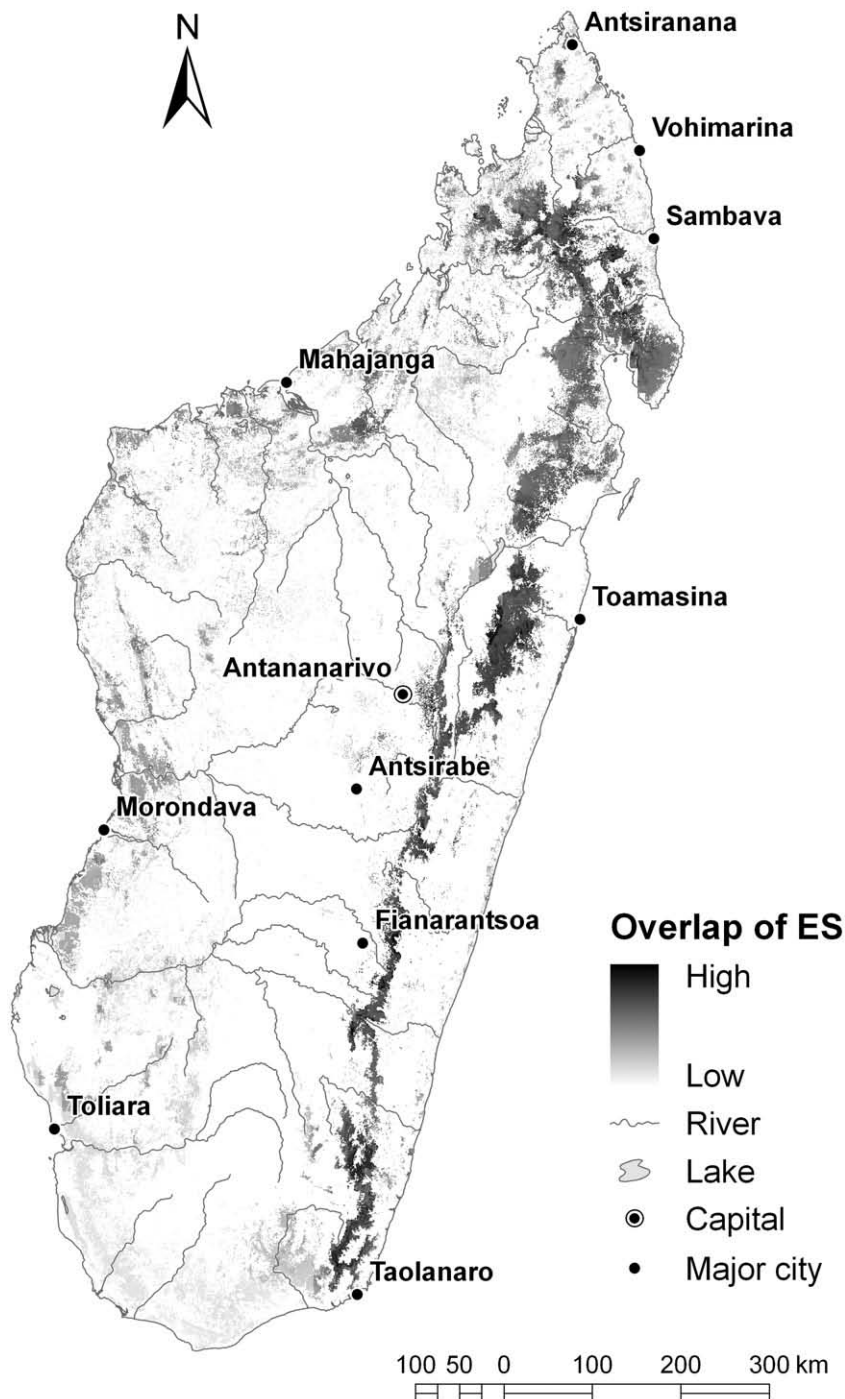 N
Antsiranana
Vohimarina
Sambava
Mahajanga
Toamasina
Antananarivo
Antsirabe
Morondava
Fianarantsoa
Toliara
Taolanaro
Overlap of ES
High
Low
River
Lake
Capital
Major city
100 50 0 100 200 300 km